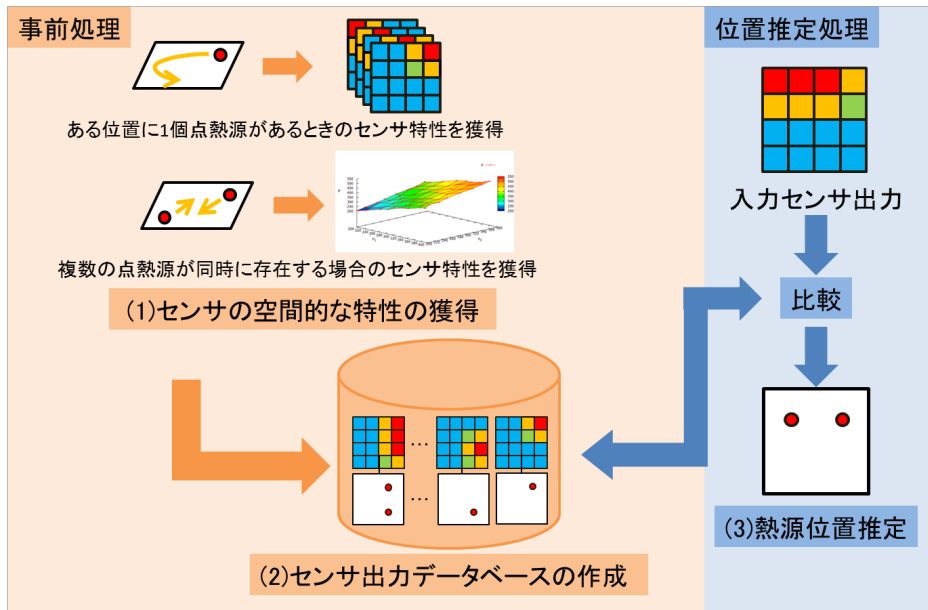 事前処理
ある位置に1個点熱源があるときのセンサ特性を獲得
複数の点熱源が同時に存在する場合のセンサ特性を獲得
(1)センサの空間的な特性の獲得
...
...
(2)センサ出力データベースの作成
位置推定処理
入力センサ出力
比較
(3)熱源位置推定